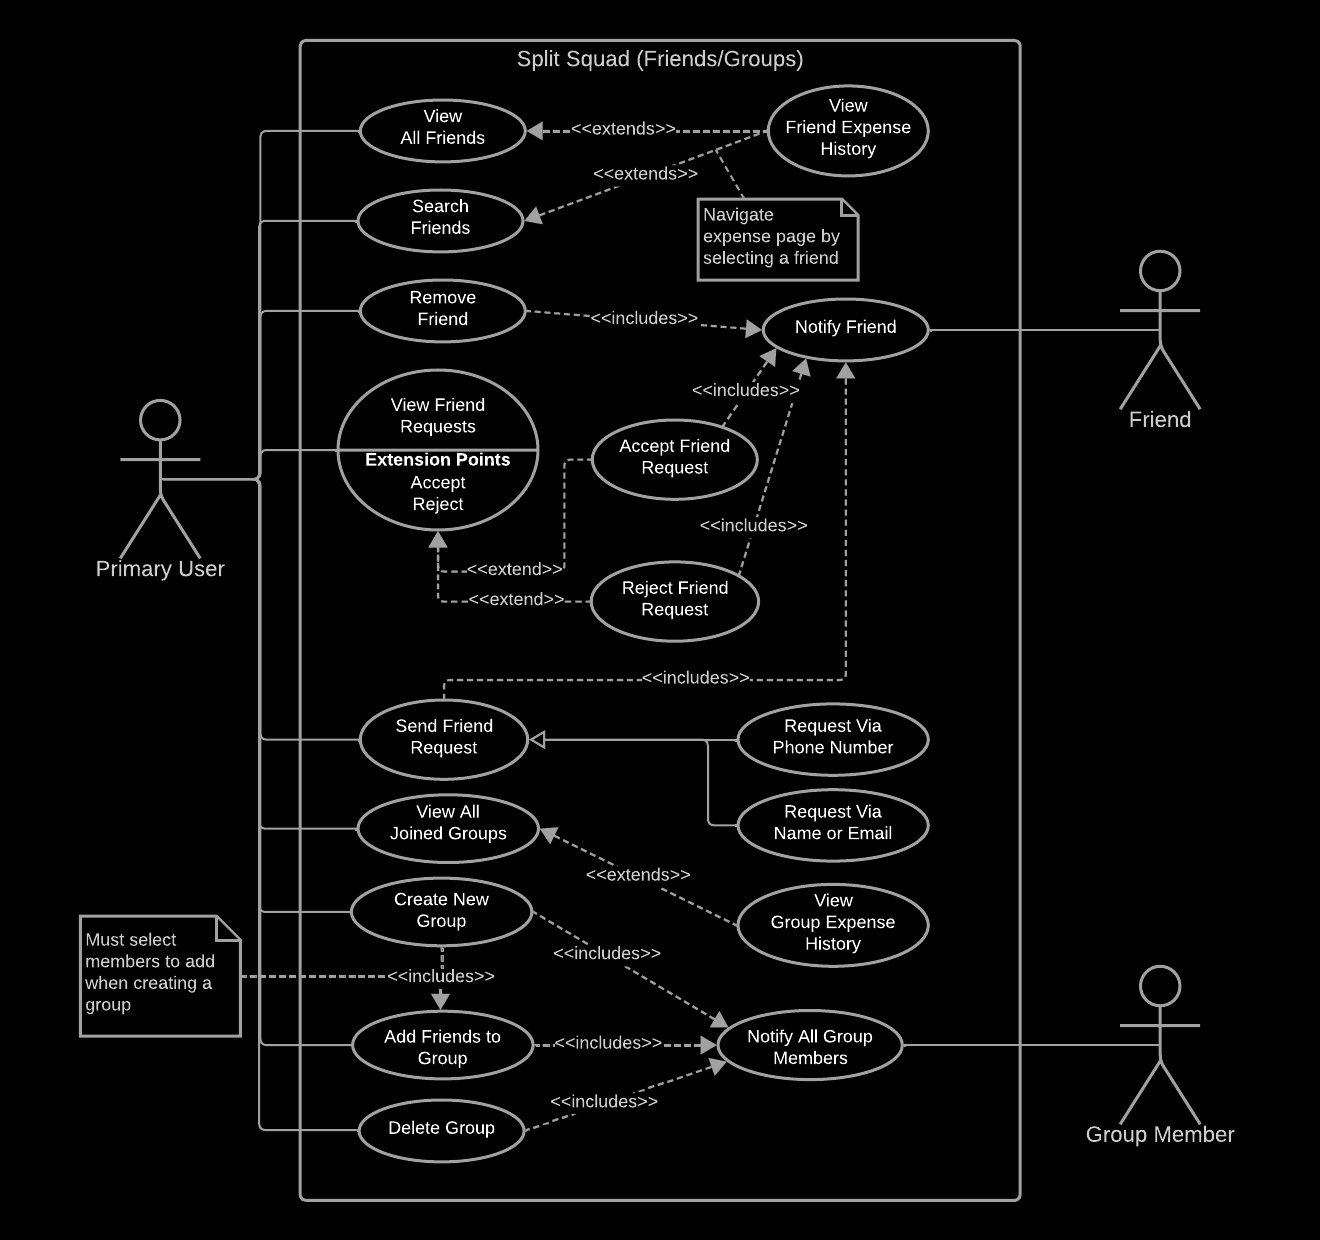 Split Squad (Friends/Groups)
View
All Friends
<<extends>>
View
Friend Expense
History
<<extends>>
Search
Friends
Navigate
expense page by
selecting a friend
Remove
Friend
<<includes>>
Notify Friend
<<includes>>
View Friend
Requests
Extension Points
Accept
Reject
Accept Friend
Request
Friend
<<includes>>
<<extend>>
<<extend>>
Reject Friend
Request
Primary User
<<includes>>
Send Friend
Request
Request Via
Phone Number
View All
Joined Groups
Request Via
Name or Email
<<extends>>
Create New
Group
View
Group Expense
History
<<includes>>
Must select
members to add
when creating a
group
<<includes>>
Add Friends to
Group
<<includes>>
Notify All Group
Members
<<includes>>
Delete Group
Group Member